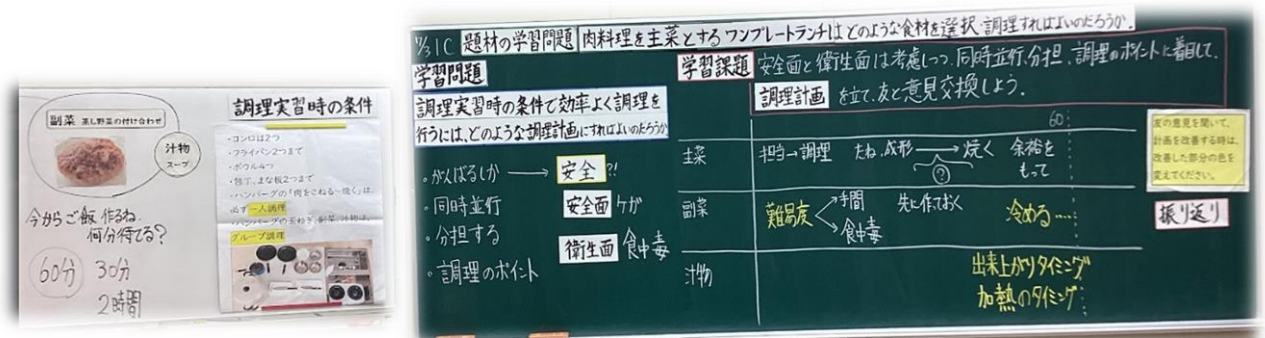 副菜 蒸し野菜の付け合わせ
汁物
スープ
今からご飯作るね。
何分待てる?
60分 30分
2時間
調理実習時の条件
・コンロは2つ
・フライパン2つまで
・ボウル4つ
・包丁、まな板2つまで
・ハンバーグの「肉をこねる~焼く」は、
必ず一人調理
・ハンバーグの玉ねぎ、副菜、汁物は、
グループ調理
7/3 1C 題材の学習問題 肉料理を主菜とするワンプレートランチはどのような食材を選択・調理すればよいのだろうか。
学習問題
調理実習時の条件で効率よく調理を
行うには、どのような調理計画にすればよいのだろうか
・がんばるしか → 安全?!
・同時並行 安全面 ケガ
・分担する 衛生面 食中毒
・調理のポイント
学習課題 安全面と衛生面は考慮しつつ、同時並行、分担、調理のポイントに着目して、
調理計画 を立て、友と意見交換しよう。
60
主菜 担当→調理 たね、成形 → 焼く 余裕を
もって
?
副菜 難易度 手間 先に作っておく 冷める……
食中毒
汁物 出来上がりタイミング
加熱のタイミング
友の意見を聞いて、
計画を改善する時は、
改善した部分の色を
変えてください。
振り返り